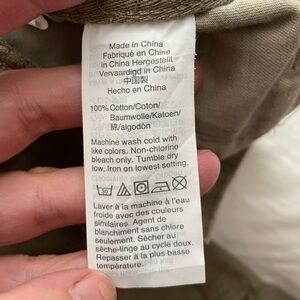 Made in China
Fabriqué en Chine
in China Hergestellt
Vervaardigd in China
中国製
Hecho en China
100% Cotton/Coton/
Baumwolle/Katoen/
綿/algodón
Machine wash cold with
like colors. Non-chlorine
bleach only. Tumble dry
low. Iron on lowest setting.
30
Laver à la machine à l'eau
froide avec des couleurs
similaires. Agent de
blanchiment sans chlore
seulement. Sécher au
sèche-linge au cycle doux.
Repasser à la plus basse
température.